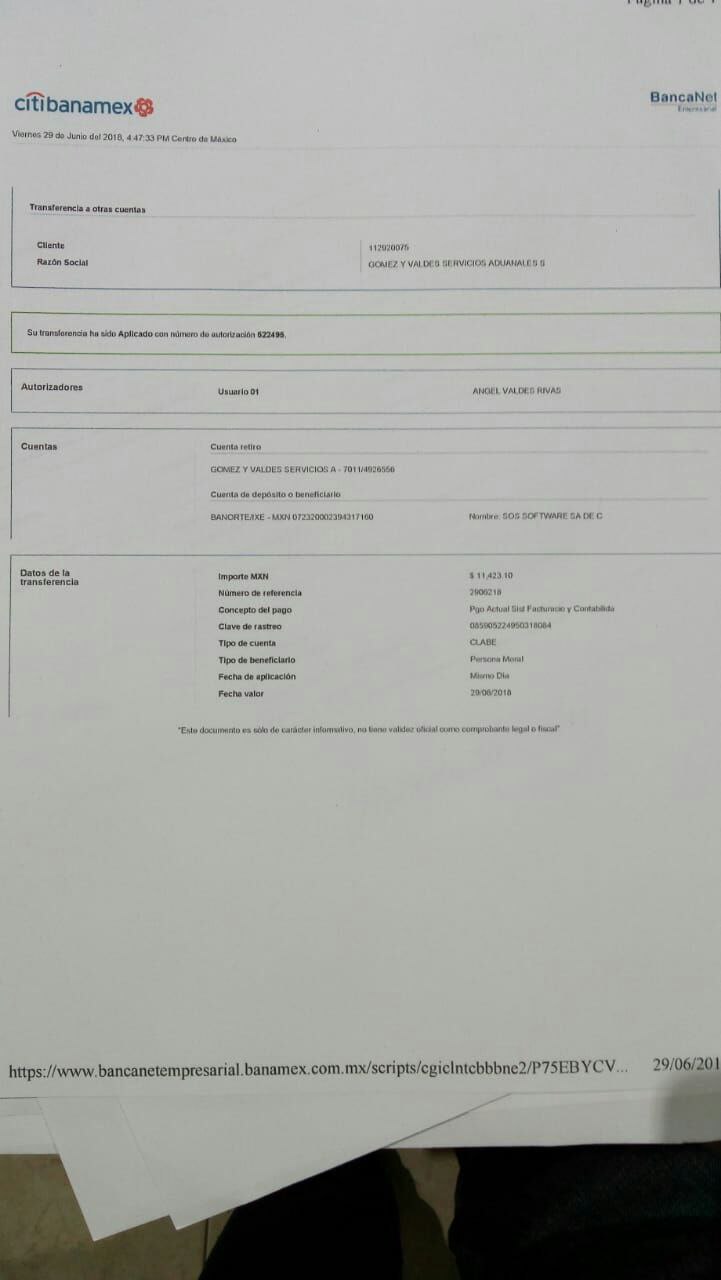 citibanamex
BancaNet
Empresarial
Viernes 29 de Junio del 2018, 4:47:33 PM Centro de México
Transferencia a otras cuentas
Cliente 112920075
Razón Social GOMEZ Y VALDES SERVICIOS ADUANALES S
Su transferencia ha sido Aplicado con número de autorización 622495.
Autorizadores Usuario 01 ANGEL VALDES RIVAS
Cuentas Cuenta retiro
GOMEZ Y VALDES SERVICIOS A - 7011/4926556
Cuenta de depósito o beneficiario
BANORTE/IXE - MXN 072320002394317160 Nombre: SOS SOFTWARE SA DE C
Datos de la
transferencia
Importe MXN $ 11,423.10
Número de referencia 2906218
Concepto del pago Pgo Actual Sist Facturacio y Contabilida
Clave de rastreo 085905224950318084
Tipo de cuenta CLABE
Tipo de beneficiario Persona Moral
Fecha de aplicación Mismo Dia
Fecha valor 29/06/2018
"Este documento es sólo de carácter informativo, no tiene validez oficial como comprobante legal o fiscal"
https://www.bancanetempresarial.banamex.com.mx/scripts/cgiclntcbbbne2/P75EBYCV... 29/06/201